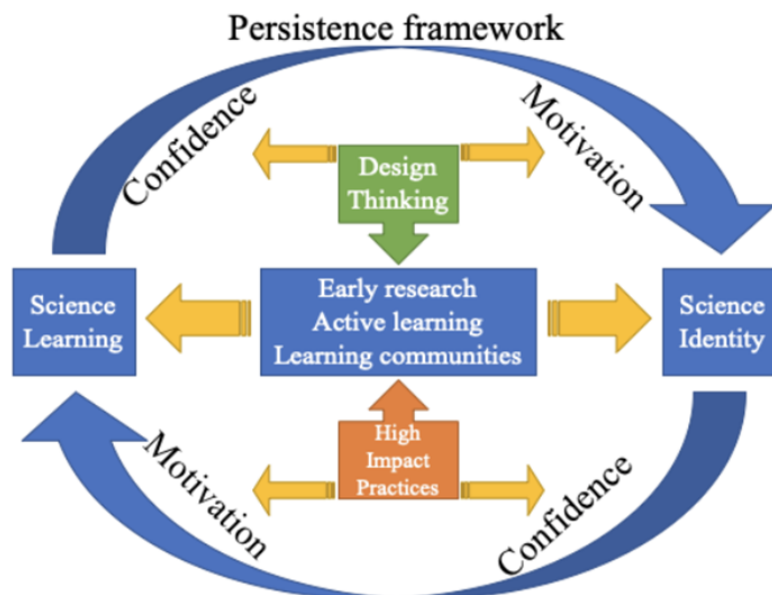 Persistence framework
Confidence
Motivation
Design
Thinking
Science
Learning
Early research
Active learning
Learning communities
Science
Identity
High
Impact
Practices
Motivation
Confidence